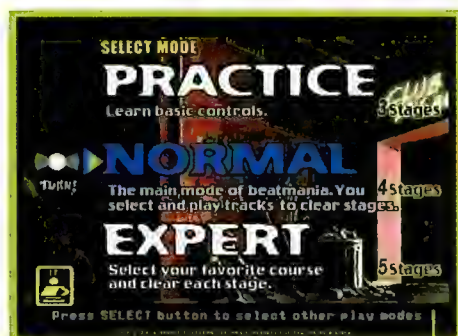 SELECT MODE
PRACTICE
Learn basic controls.
3stages
TURN!
NORMAL
The main mode of beatmania. You
select and play tracks to clear stages.
4stages
EXPERT
Select your favorite course
and clear each stage.
5stages
Press SELECT button to select other play modes